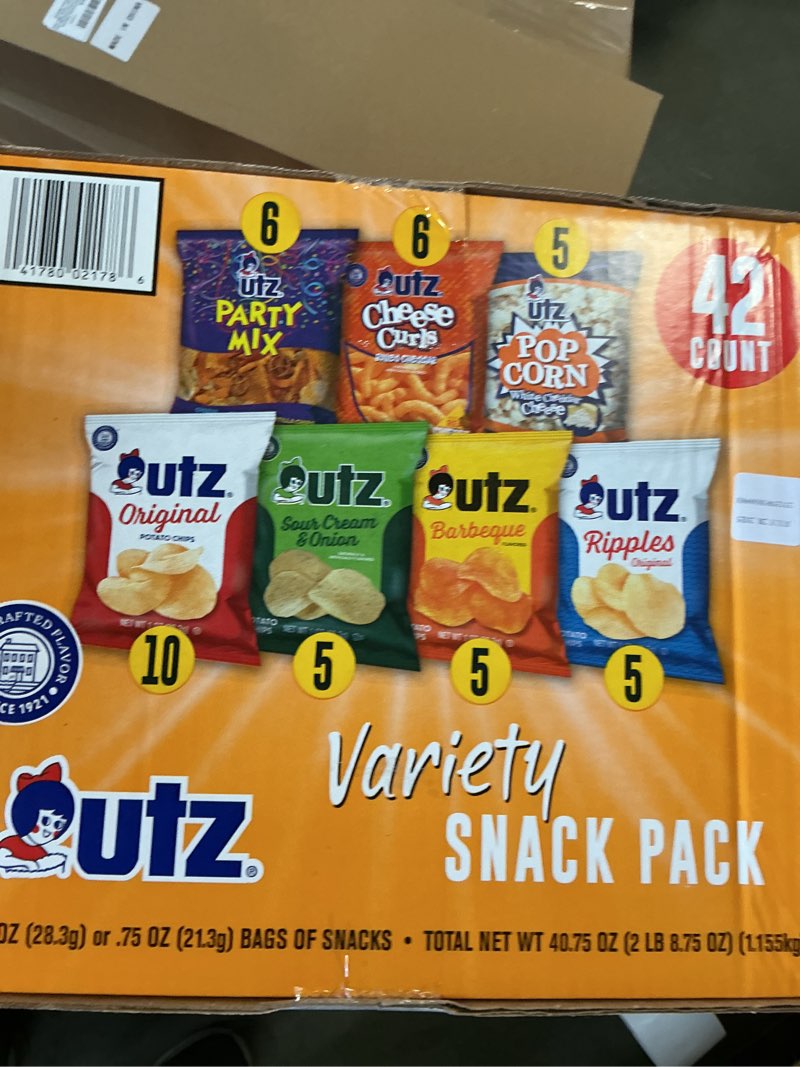 41780 02178 6
6
6
5
42
COUNT
utz
PARTY
MIX
utz
Cheese
Curls
utz
POP
CORN
White Cheddar
Cheese
utz
Original
POTATO CHIPS
utz
Sour Cream
& Onion
utz
Barbeque
FLAVORED
utz
Ripples
Original
10
5
5
5
RAFTED FLAVOR
CE 1921
Variety
SNACK PACK
utz
OZ (28.3g) or .75 OZ (21.3g) BAGS OF SNACKS • TOTAL NET WT 40.75 OZ (2 LB 8.75 OZ) (1.155kg